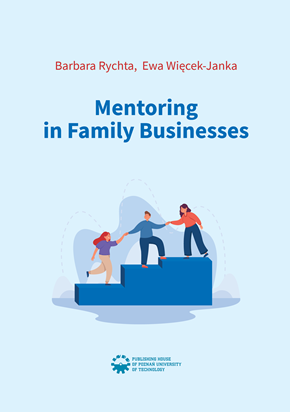 Barbara Rychta, Ewa Więcek-Janka
Mentoring
in Family Businesses
PUBLISHING HOUSE
OF POZNAN UNIVERSITY
OF TECHNOLOGY